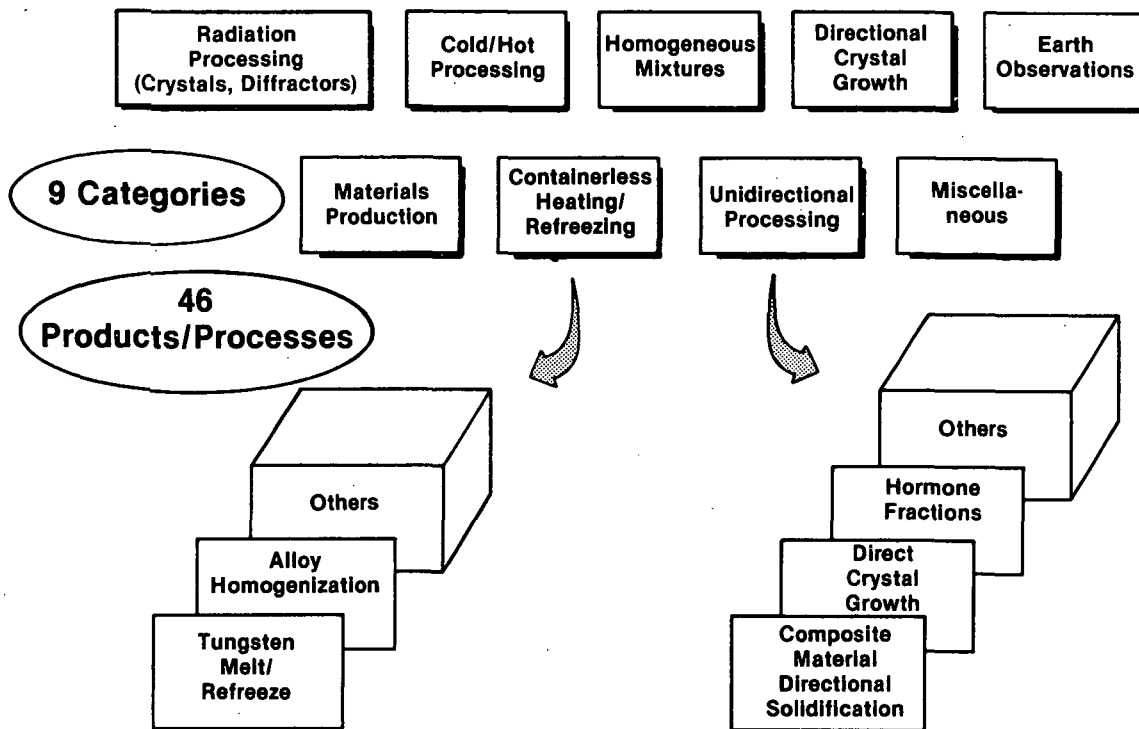 Radiation
Processing
(Crystals, Diffractors)
Cold/Hot
Processing
Homogeneous
Mixtures
Directional
Crystal
Growth
Earth
Observations
9 Categories
Materials
Production
Containerless
Heating/
Refreezing
Unidirectional
Processing
Miscella-
neous
46
Products/Processes
Others
Alloy
Homogenization
Tungsten
Melt/
Refreeze
Others
Hormone
Fractions
Direct
Crystal
Growth
Composite
Material
Directional
Solidification